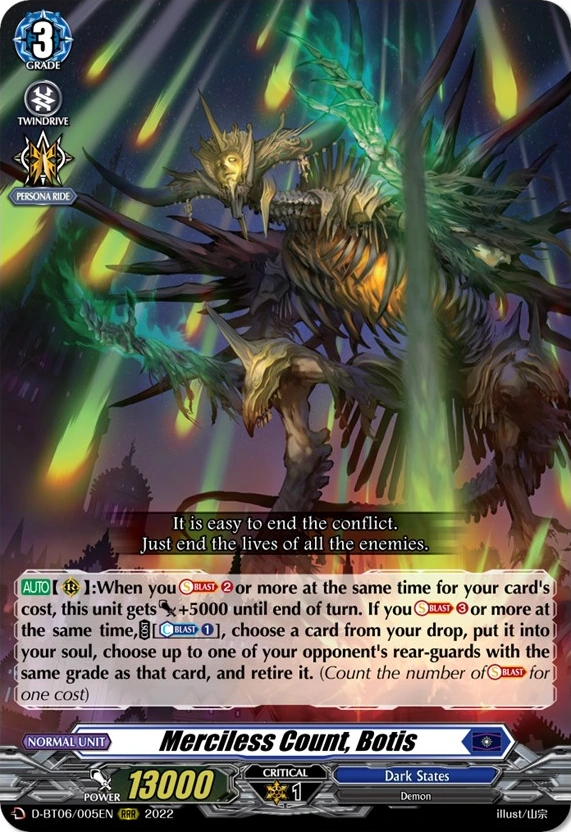 3
GRADE
TWINDRIVE
PERSONA RIDE
It is easy to end the conflict.
Just end the lives of all the enemies.
AUTO【 】:When you S BLAST 2 or more at the same time for your card's
cost, this unit gets +5000 until end of turn. If you S BLAST 3 or more at
the same time, [C BLAST 1], choose a card from your drop, put it into
your soul, choose up to one of your opponent's rear-guards with the
same grade as that card, and retire it. (Count the number of S BLAST for
one cost)
NORMAL UNIT
Merciless Count, Botis
POWER 13000
CRITICAL
1
Dark States
Demon
D-BT06/005EN RRR 2022
illust/山宗